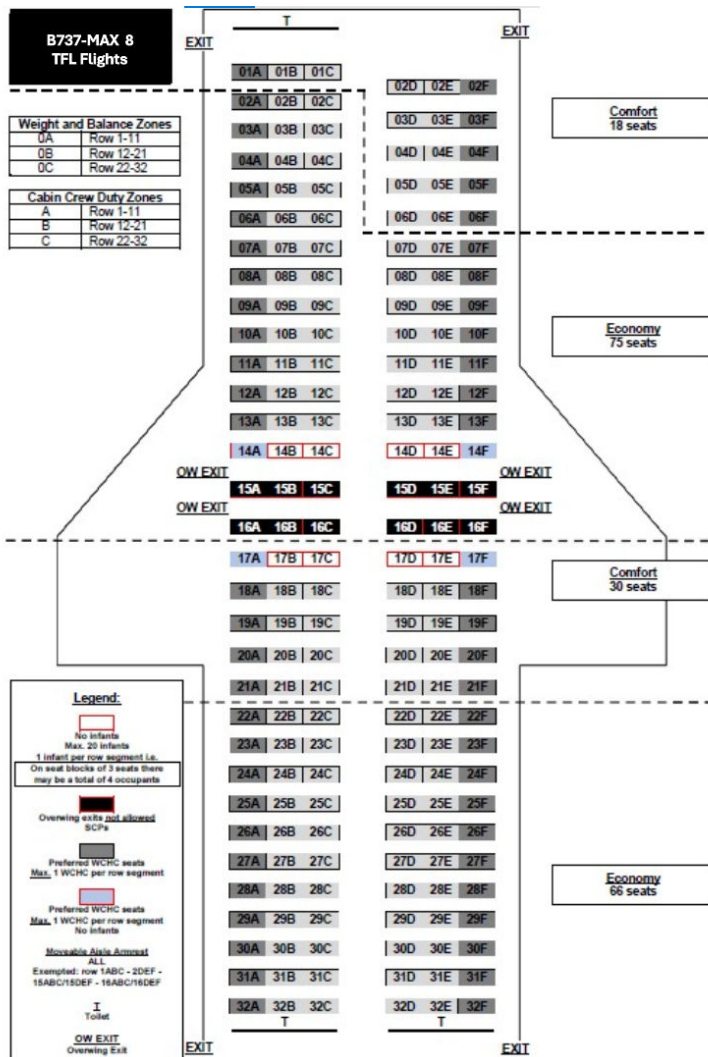 B737-MAX 8
TFL Flights
T
EXIT EXIT
01A 01B 01C
02D 02E 02F
02A 02B 02C
Comfort
18 seats
Weight and Balance Zones
0A Row 1-11
0B Row 12-21
0C Row 22-32
03D 03E 03F
03A 03B 03C
04D 04E 04F
04A 04B 04C
05D 05E 05F
05A 05B 05C
Cabin Crew Duty Zones
A Row 1-11
B Row 12-21
C Row 22-32
06A 06B 06C 06D 06E 06F
07A 07B 07C 07D 07E 07F
08A 08B 08C 08D 08E 08F
09A 09B 09C 09D 09E 09F
Economy
75 seats
10A 10B 10C 10D 10E 10F
11A 11B 11C 11D 11E 11F
12A 12B 12C 12D 12E 12F
13A 13B 13C 13D 13E 13F
14A 14B 14C 14D 14E 14F
OW EXIT OW EXIT
15A 15B 15C 15D 15E 15F
OW EXIT OW EXIT
16A 16B 16C 16D 16E 16F
17A 17B 17C 17D 17E 17F
Comfort
30 seats
18A 18B 18C 18D 18E 18F
19A 19B 19C 19D 19E 19F
20A 20B 20C 20D 20E 20F
21A 21B 21C 21D 21E 21F
22A 22B 22C 22D 22E 22F
23A 23B 23C 23D 23E 23F
24A 24B 24C 24D 24E 24F
25A 25B 25C 25D 25E 25F
26A 26B 26C 26D 26E 26F
27A 27B 27C 27D 27E 27F
28A 28B 28C 28D 28E 28F
Economy
66 seats
29A 29B 29C 29D 29E 29F
30A 30B 30C 30D 30E 30F
31A 31B 31C 31D 31E 31F
32A 32B 32C 32D 32E 32F
T T
EXIT EXIT
Legend:
No infants
Max. 20 infants
1 infant per row segment i.e.
On seat blocks of 3 seats there
may be a total of 4 occupants
Overwing exits not allowed
SCPs
Preferred WCHC seats
Max. 1 WCHC per row segment
Preferred WCHC seats
Max. 1 WCHC per row segment
No infants
Moveable Aisle Armrest
ALL
Exempted: row 1ABC - 2DEF -
15ABC/15DEF - 16ABC/16DEF
T
Toilet
OW EXIT
Overwing Exit